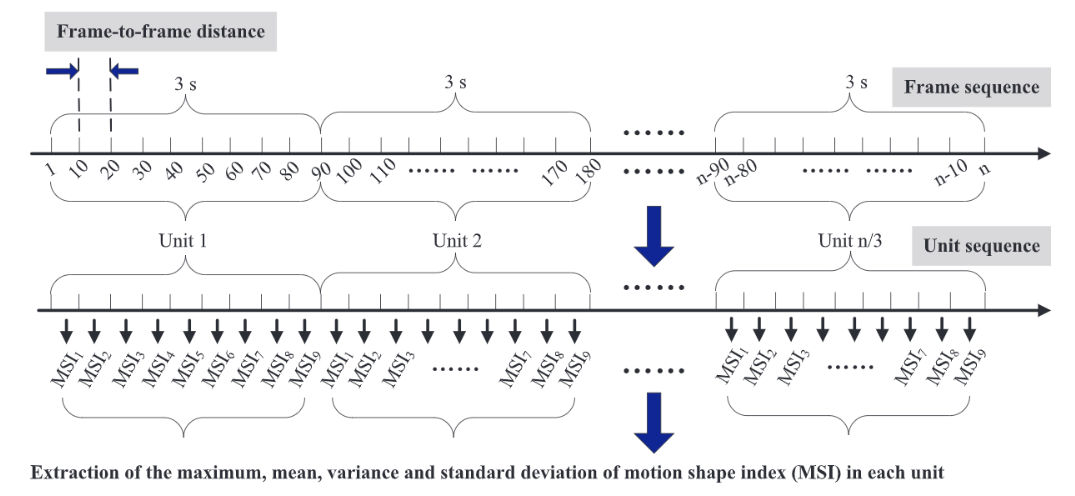 Frame-to-frame distance
3 s
3 s
3 s
Frame sequence
......
1 10 20 30 40 50 60 70 80 90 100 110 ...... ...... 170 180 ...... n-90 n-80 ...... ...... n-10 n
Unit 1
Unit 2
Unit n/3
Unit sequence
......
MSI₁ MSI₂ MSI₃ MSI₄ MSI₅ MSI₆ MSI₇ MSI₈ MSI₉ MSI₁ MSI₂ MSI₃ ...... MSI₇ MSI₈ MSI₉ ...... MSI₁ MSI₂ MSI₃ ...... MSI₇ MSI₈ MSI₉
Extraction of the maximum, mean, variance and standard deviation of motion shape index (MSI) in each unit